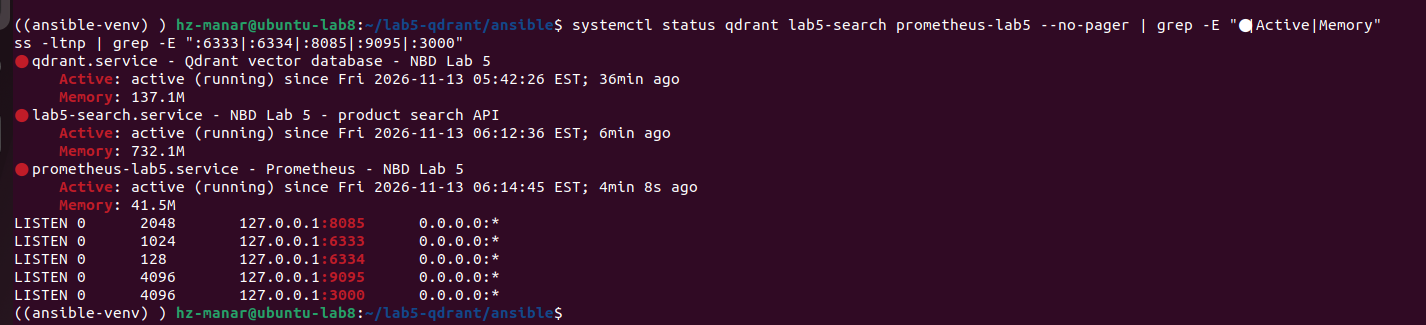 ((ansible-venv) ) hz-manar@ubuntu-lab8:~/lab5-qdrant/ansible$ systemctl status qdrant lab5-search prometheus-lab5 --no-pager | grep -E "●|Active|Memory"
ss -ltnp | grep -E ":6333|:6334|:8085|:9095|:3000"
● qdrant.service - Qdrant vector database - NBD Lab 5
     Active: active (running) since Fri 2026-11-13 05:42:26 EST; 36min ago
     Memory: 137.1M
● lab5-search.service - NBD Lab 5 - product search API
     Active: active (running) since Fri 2026-11-13 06:12:36 EST; 6min ago
     Memory: 732.1M
● prometheus-lab5.service - Prometheus - NBD Lab 5
     Active: active (running) since Fri 2026-11-13 06:14:45 EST; 4min 8s ago
     Memory: 41.5M
LISTEN 0      2048       127.0.0.1:8085      0.0.0.0:*
LISTEN 0      1024       127.0.0.1:6333      0.0.0.0:*
LISTEN 0      128        127.0.0.1:6334      0.0.0.0:*
LISTEN 0      4096       127.0.0.1:9095      0.0.0.0:*
LISTEN 0      4096       127.0.0.1:3000      0.0.0.0:*
((ansible-venv) ) hz-manar@ubuntu-lab8:~/lab5-qdrant/ansible$